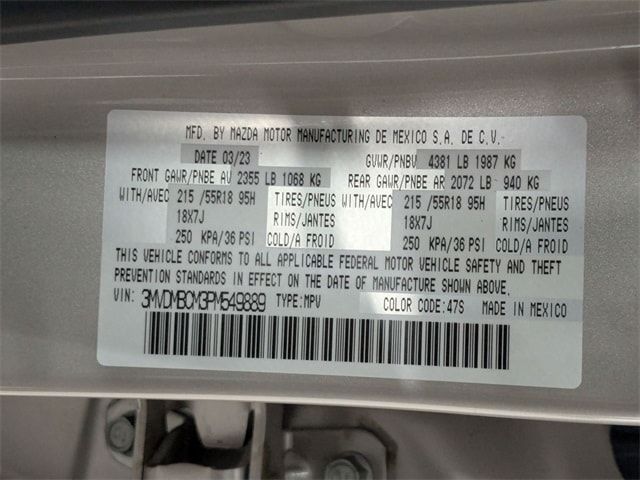 MFD. BY MAZDA MOTOR MANUFACTURING DE MEXICO S.A. DE C.V.
DATE 03/23 GVWR/PNBV 4381 LB 1987 KG
FRONT GAWR/PNBE AV 2355 LB 1068 KG REAR GAWR/PNBE AR 2072 LB 940 KG
WITH/AVEC 215 /55R18 95H TIRES/PNEUS WITH/AVEC 215 /55R18 95H TIRES/PNEUS
18X7J RIMS/JANTES 18X7J RIMS/JANTES
250 KPA/36 PSI COLD/A FROID 250 KPA/36 PSI COLD/A FROID
THIS VEHICLE CONFORMS TO ALL APPLICABLE FEDERAL MOTOR VEHICLE SAFETY AND THEFT
PREVENTION STANDARDS IN EFFECT ON THE DATE OF MANUFACTURE SHOWN ABOVE.
VIN: 3MVDMBCM3PM549889 TYPE:MPV COLOR CODE:47S MADE IN MEXICO